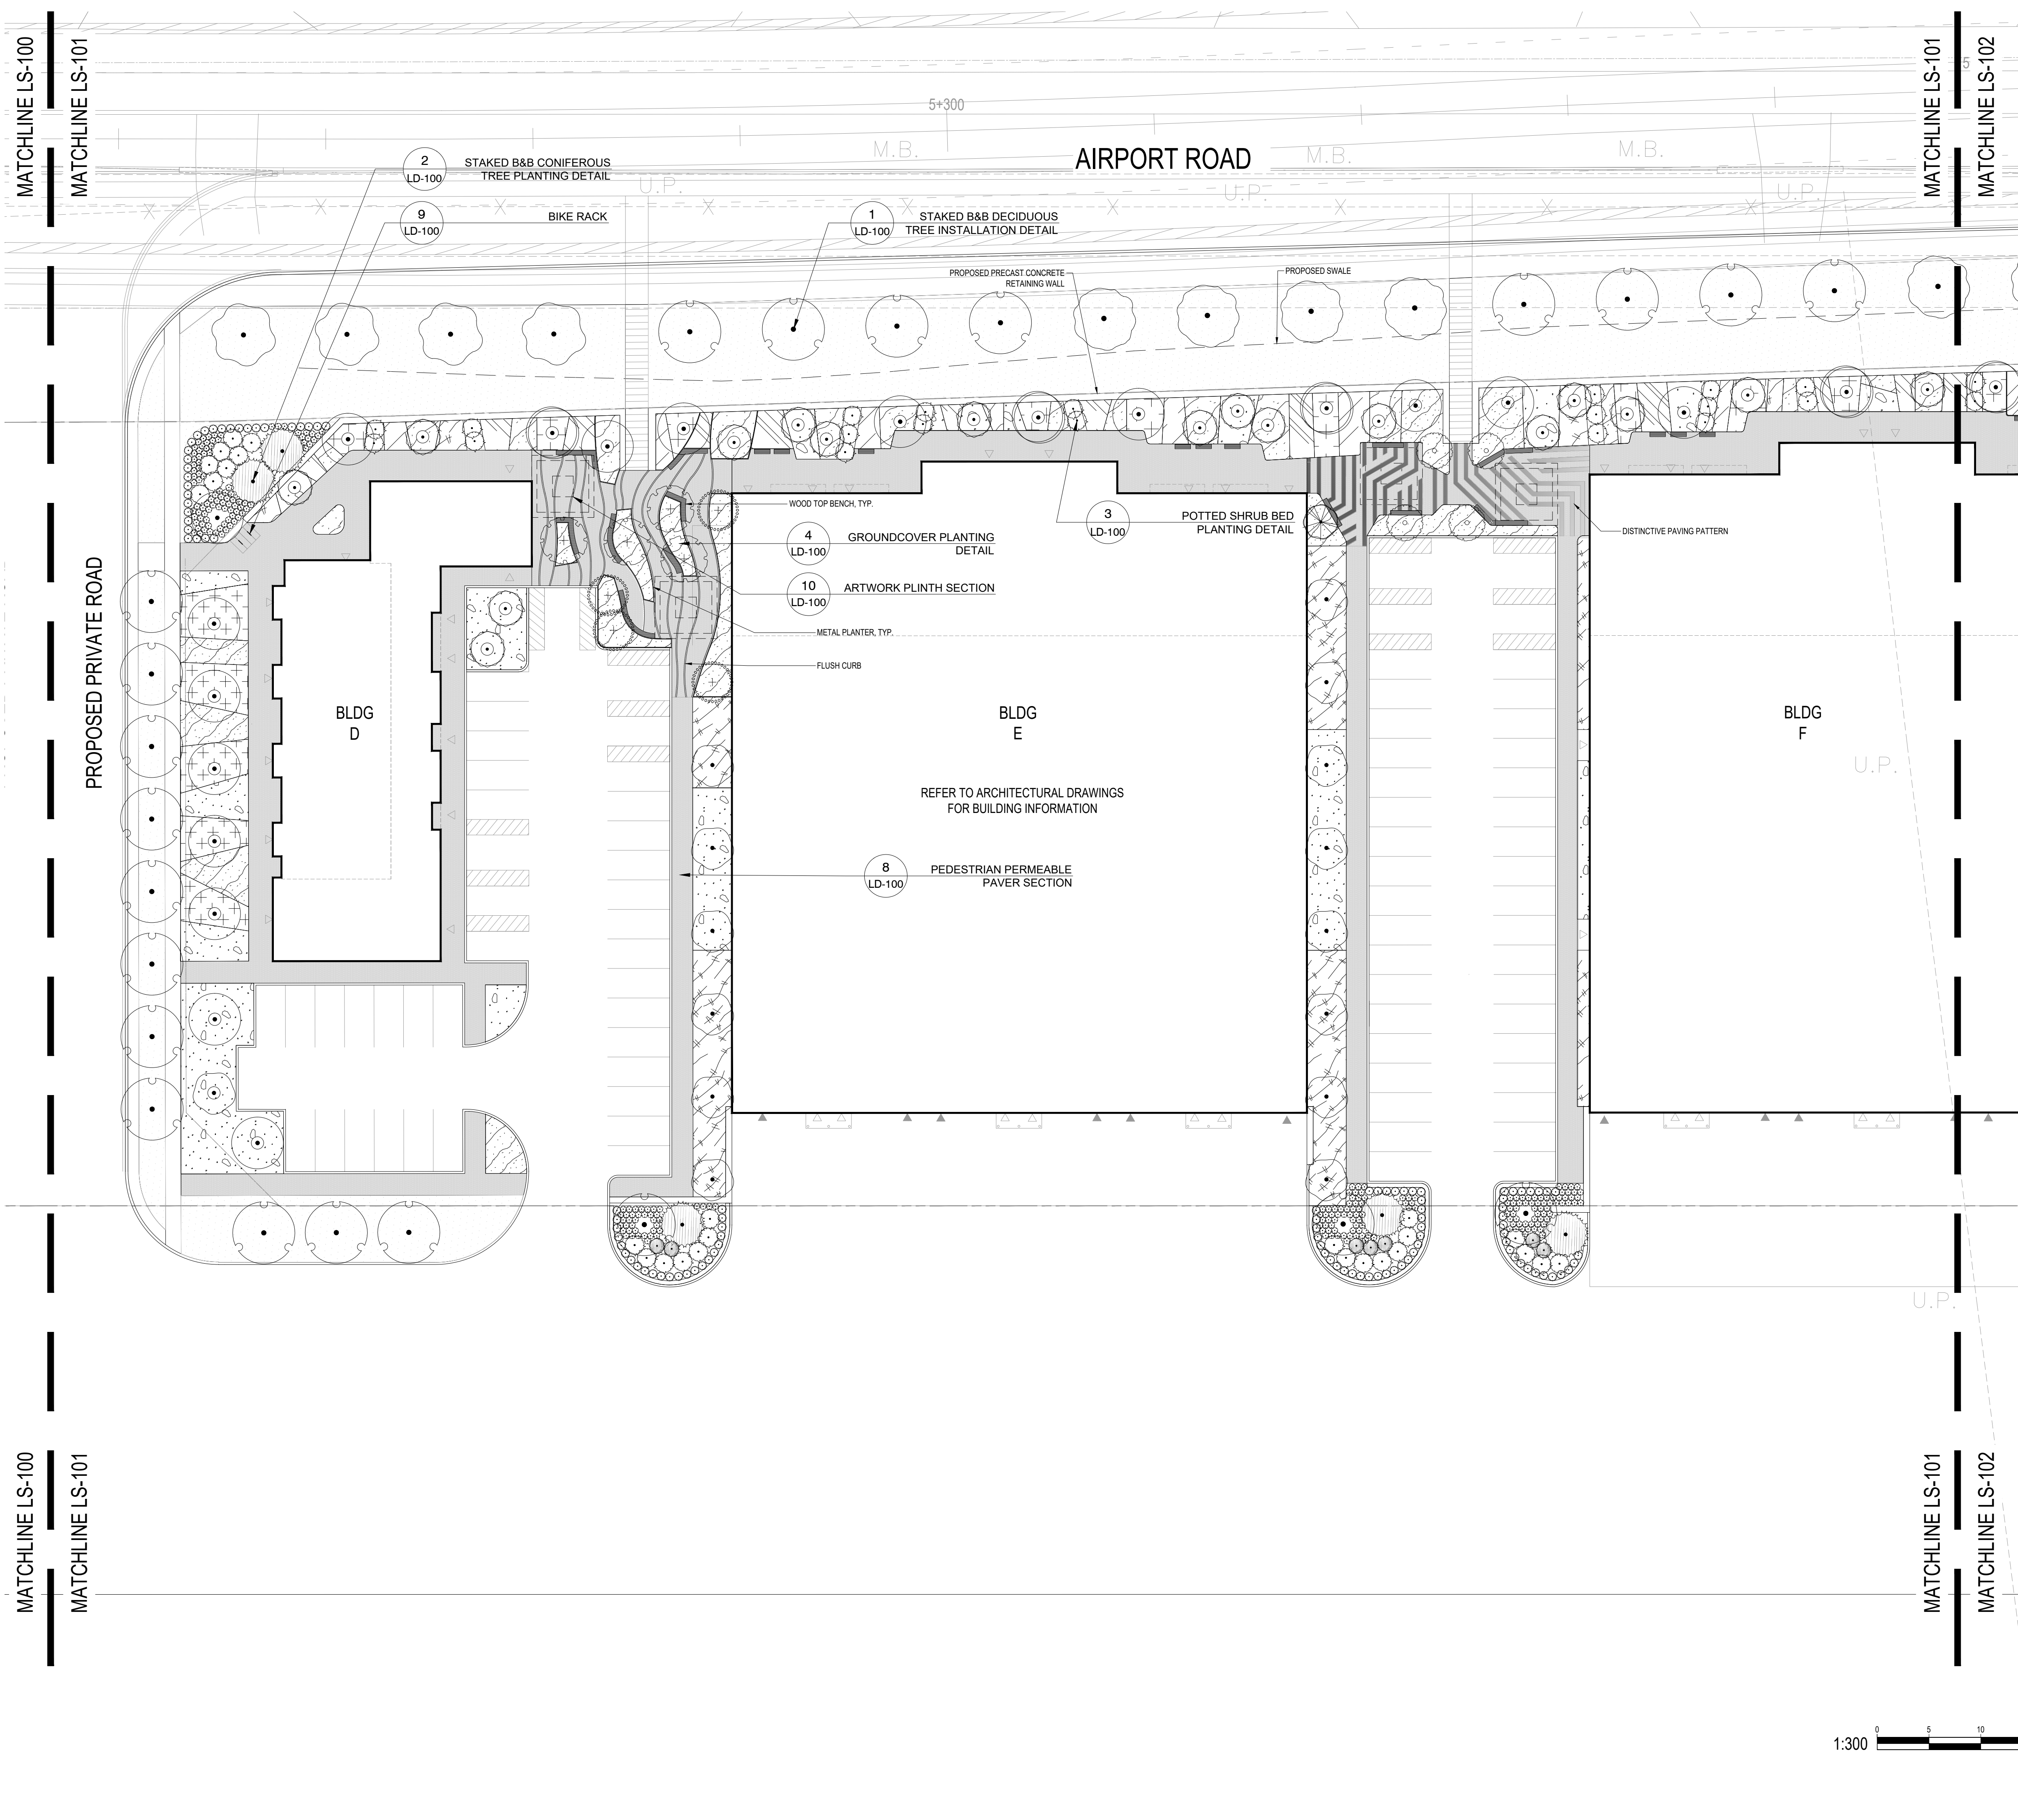 MATCHLINE LS-100
MATCHLINE LS-101
MATCHLINE LS-101
MATCHLINE LS-102
5
5+300
M.B.
AIRPORT ROAD
M.B.
M.B.
U.P.
U.P.
U.P.
2
LD-100
STAKED B&B CONIFEROUS
TREE PLANTING DETAIL
9
LD-100
BIKE RACK
1
LD-100
STAKED B&B DECIDUOUS
TREE INSTALLATION DETAIL
PROPOSED PRECAST CONCRETE
RETAINING WALL
PROPOSED SWALE
WOOD TOP BENCH, TYP.
3
LD-100
POTTED SHRUB BED
PLANTING DETAIL
DISTINCTIVE PAVING PATTERN
4
LD-100
GROUNDCOVER PLANTING
DETAIL
10
LD-100
ARTWORK PLINTH SECTION
METAL PLANTER, TYP.
FLUSH CURB
PROPOSED PRIVATE ROAD
BLDG
D
BLDG
E
BLDG
F
U.P.
REFER TO ARCHITECTURAL DRAWINGS
FOR BUILDING INFORMATION
8
LD-100
PEDESTRIAN PERMEABLE
PAVER SECTION
U.P.
MATCHLINE LS-100
MATCHLINE LS-101
MATCHLINE LS-101
MATCHLINE LS-102
1:300
0
5
10